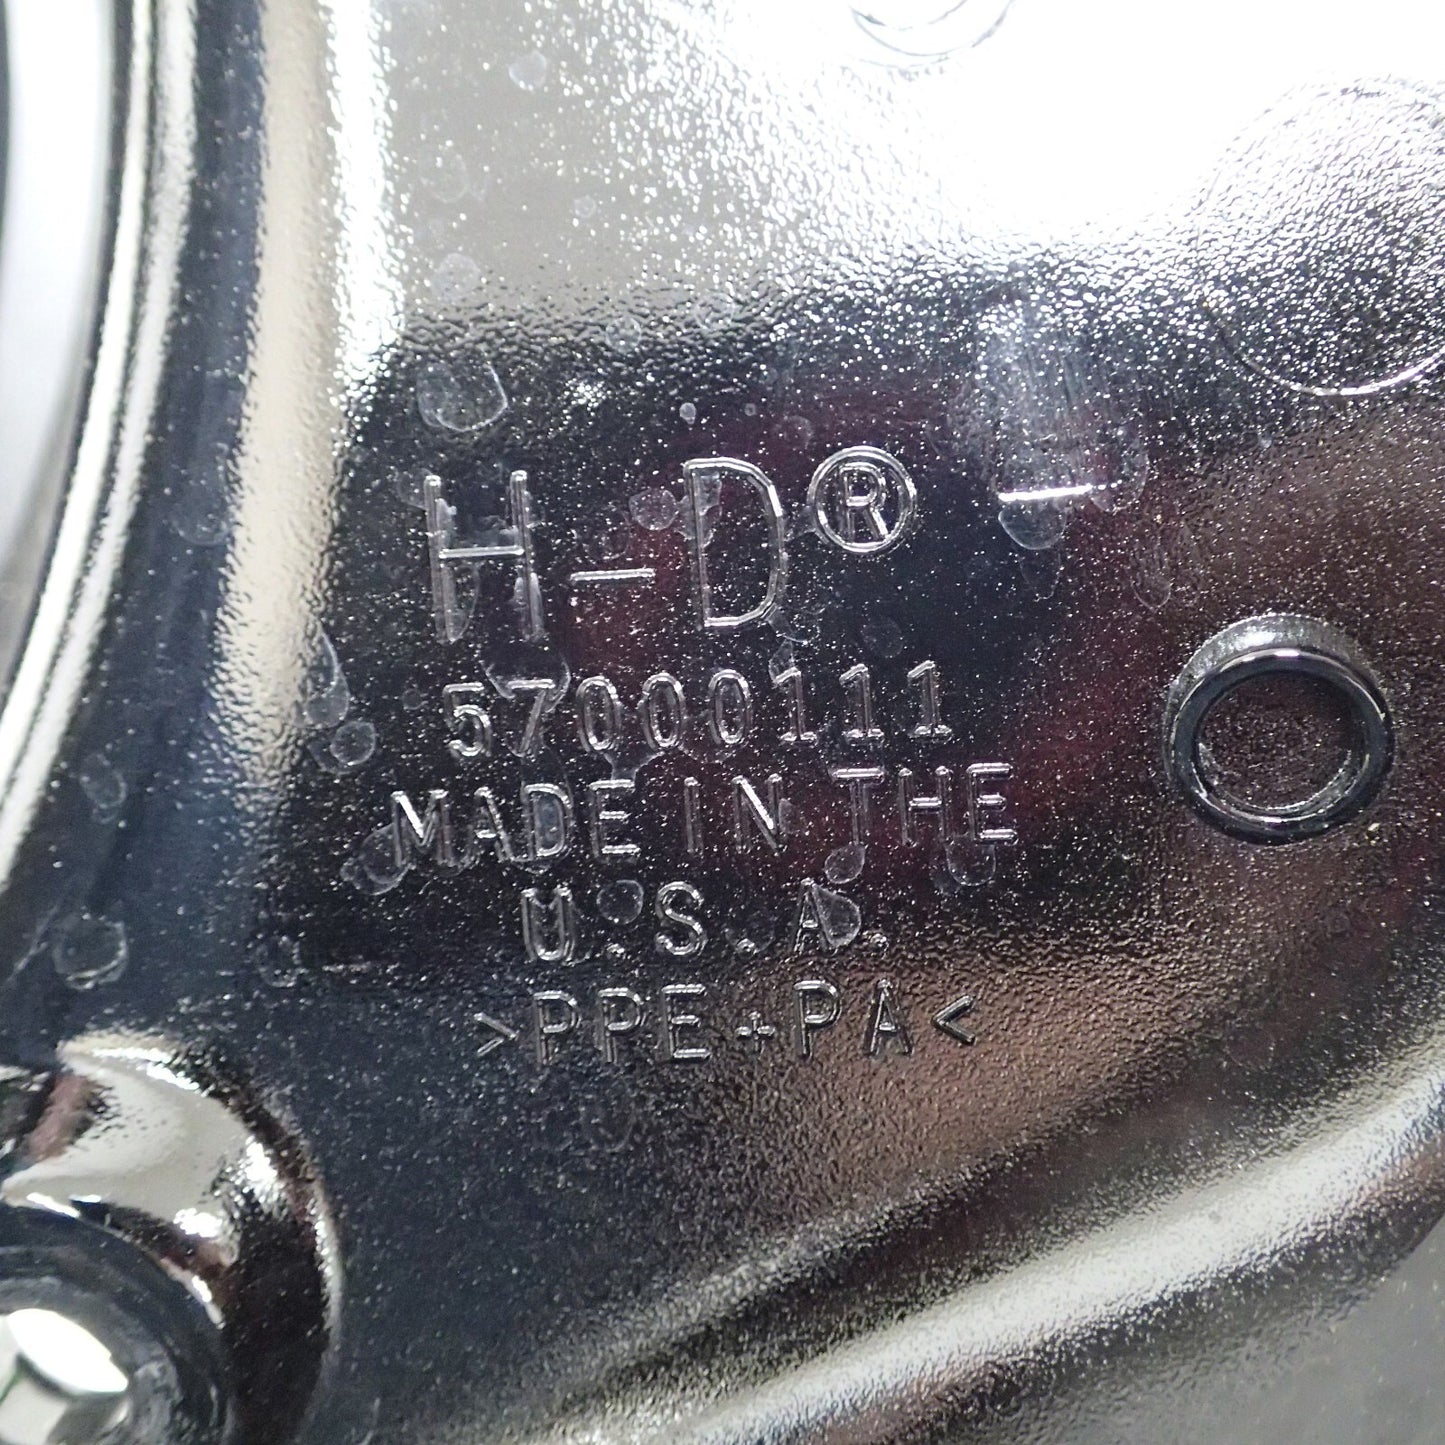 H-D®
57000111
MADE IN THE
U.S.A.
>PPE+PA<